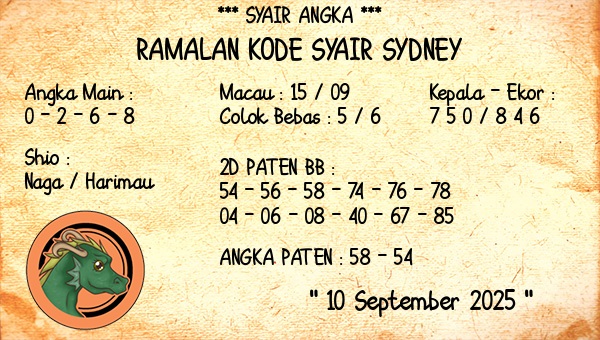 *** SYAIR ANGKA ***
RAMALAN KODE SYAIR SYDNEY
Angka Main :
0 - 2 - 6 - 8
Macau : 15 / 09
Colok Bebas : 5 / 6
Kepala - Ekor :
7 5 0 / 8 4 6
Shio :
Naga / Harimau
2D PATEN BB :
54 - 56 - 58 - 74 - 76 - 78
04 - 06 - 08 - 40 - 67 - 85
ANGKA PATEN : 58 - 54
" 10 September 2025 "